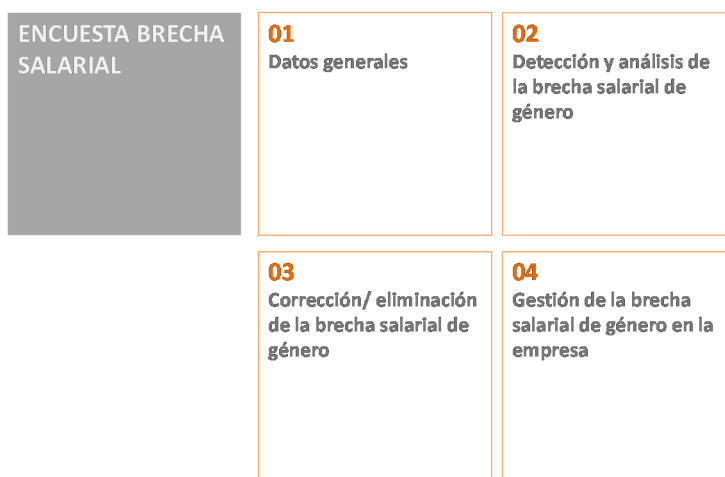 ENCUESTA BRECHA
SALARIAL
01
Datos generales
02
Detección y análisis de
la brecha salarial de
género
03
Corrección/ eliminación
de la brecha salarial de
género
04
Gestión de la brecha
salarial de género en la
empresa